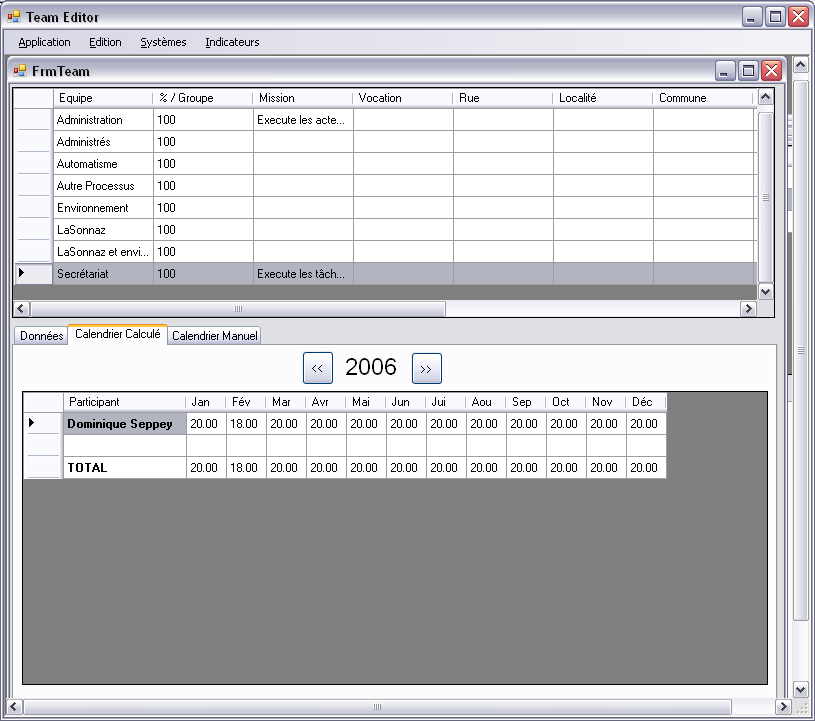 Team Editor
Application Edition Systèmes Indicateurs
FrmTeam
Equipe % / Groupe Mission Vocation Rue Localité Commune
Administration 100 Execute les acte...
Administrés 100
Automatisme 100
Autre Processus 100
Environnement 100
LaSonnaz 100
LaSonnaz et envi... 100
Secrétariat 100 Execute les tâch...
Données Calendrier Calculé Calendrier Manuel
<< 2006 >>
Participant Jan Fév Mar Avr Mai Jun Jui Aou Sep Oct Nov Déc
Dominique Seppey 20.00 18.00 20.00 20.00 20.00 20.00 20.00 20.00 20.00 20.00 20.00 20.00
TOTAL 20.00 18.00 20.00 20.00 20.00 20.00 20.00 20.00 20.00 20.00 20.00 20.00